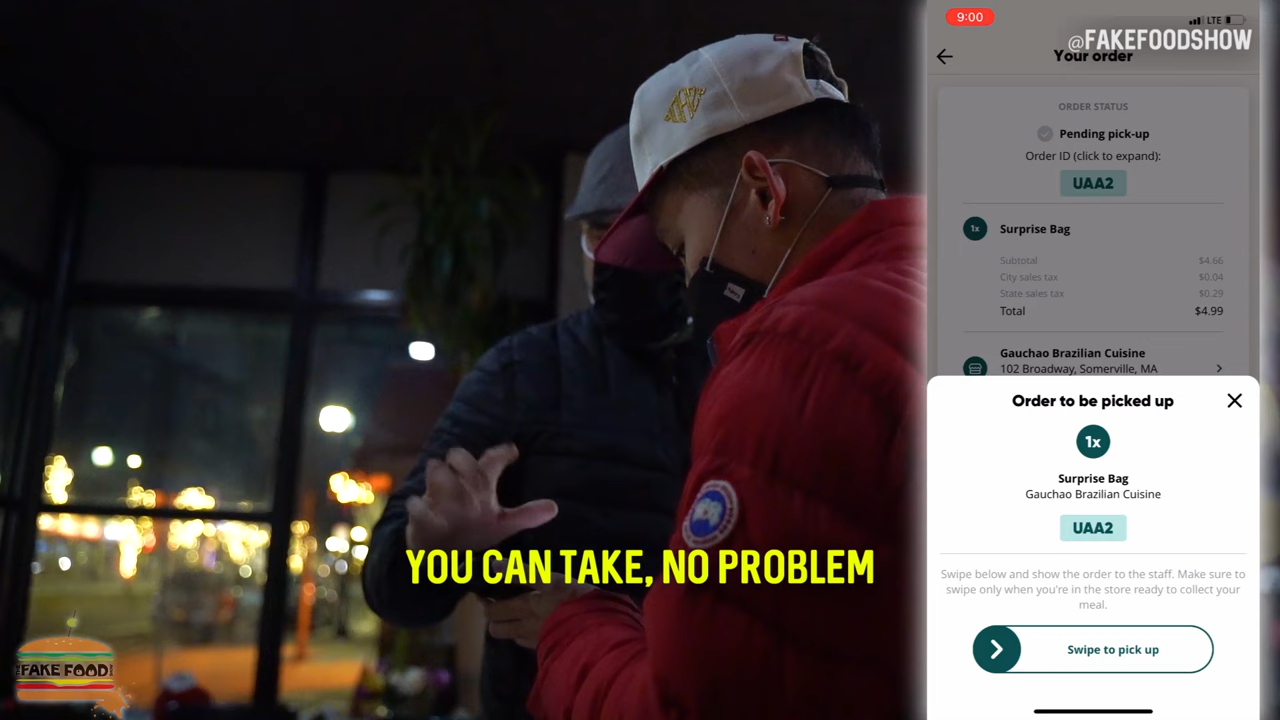 9:00
LTE
@FAKEFOODSHOW
Your order
ORDER STATUS
Pending pick-up
Order ID (click to expand):
UAA2
1x
Surprise Bag
Subtotal $4.66
City sales tax $0.04
State sales tax $0.29
Total $4.99
Gauchao Brazilian Cuisine
102 Broadway, Somerville, MA
Order to be picked up
1x
Surprise Bag
Gauchao Brazilian Cuisine
UAA2
Swipe below and show the order to the staff. Make sure to
swipe only when you're in the store ready to collect your
meal.
Swipe to pick up
YOU CAN TAKE, NO PROBLEM
FAKE FOOD